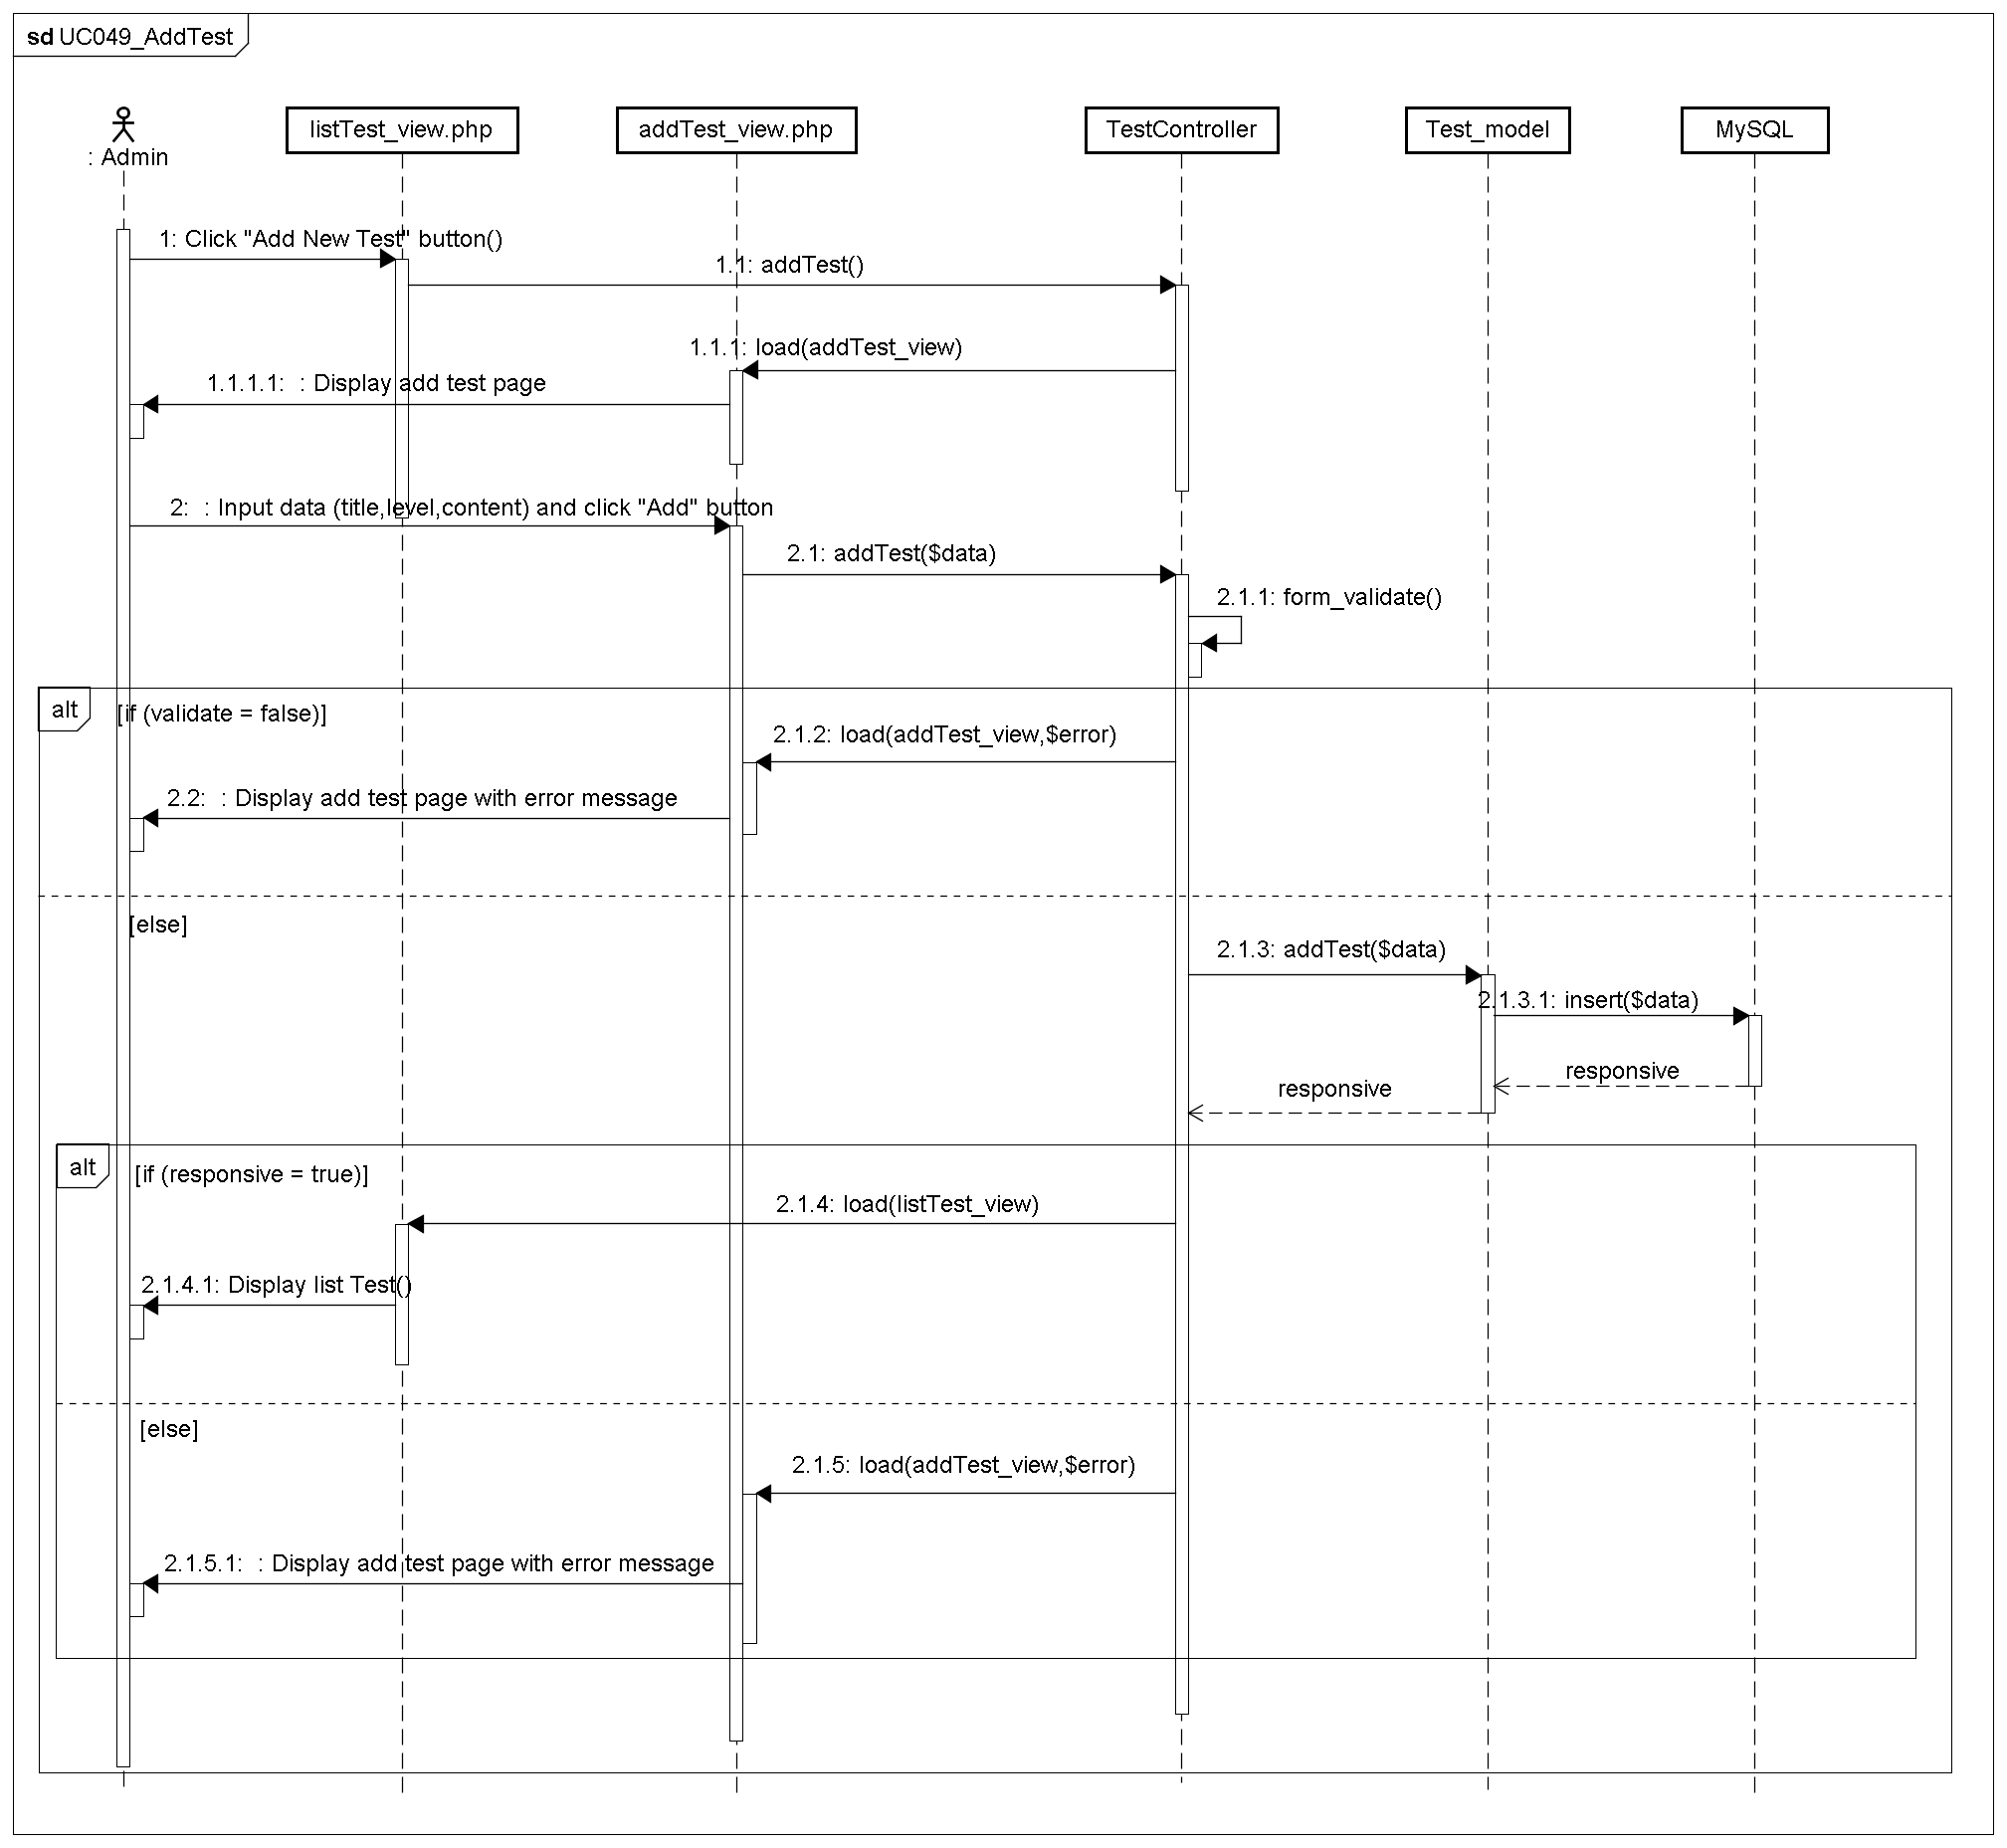 sd UC049_AddTest
: Admin
listTest_view.php
addTest_view.php
TestController
Test_model
MySQL
1: Click "Add New Test" button()
1.1: addTest()
1.1.1: load(addTest_view)
1.1.1.1:  : Display add test page
2:  : Input data (title,level,content) and click "Add" button
2.1: addTest($data)
2.1.1: form_validate()
alt
[if (validate = false)]
2.1.2: load(addTest_view,$error)
2.2:  : Display add test page with error message
[else]
2.1.3: addTest($data)
2.1.3.1: insert($data)
responsive
responsive
alt
[if (responsive = true)]
2.1.4: load(listTest_view)
2.1.4.1: Display list Test()
[else]
2.1.5: load(addTest_view,$error)
2.1.5.1:  : Display add test page with error message